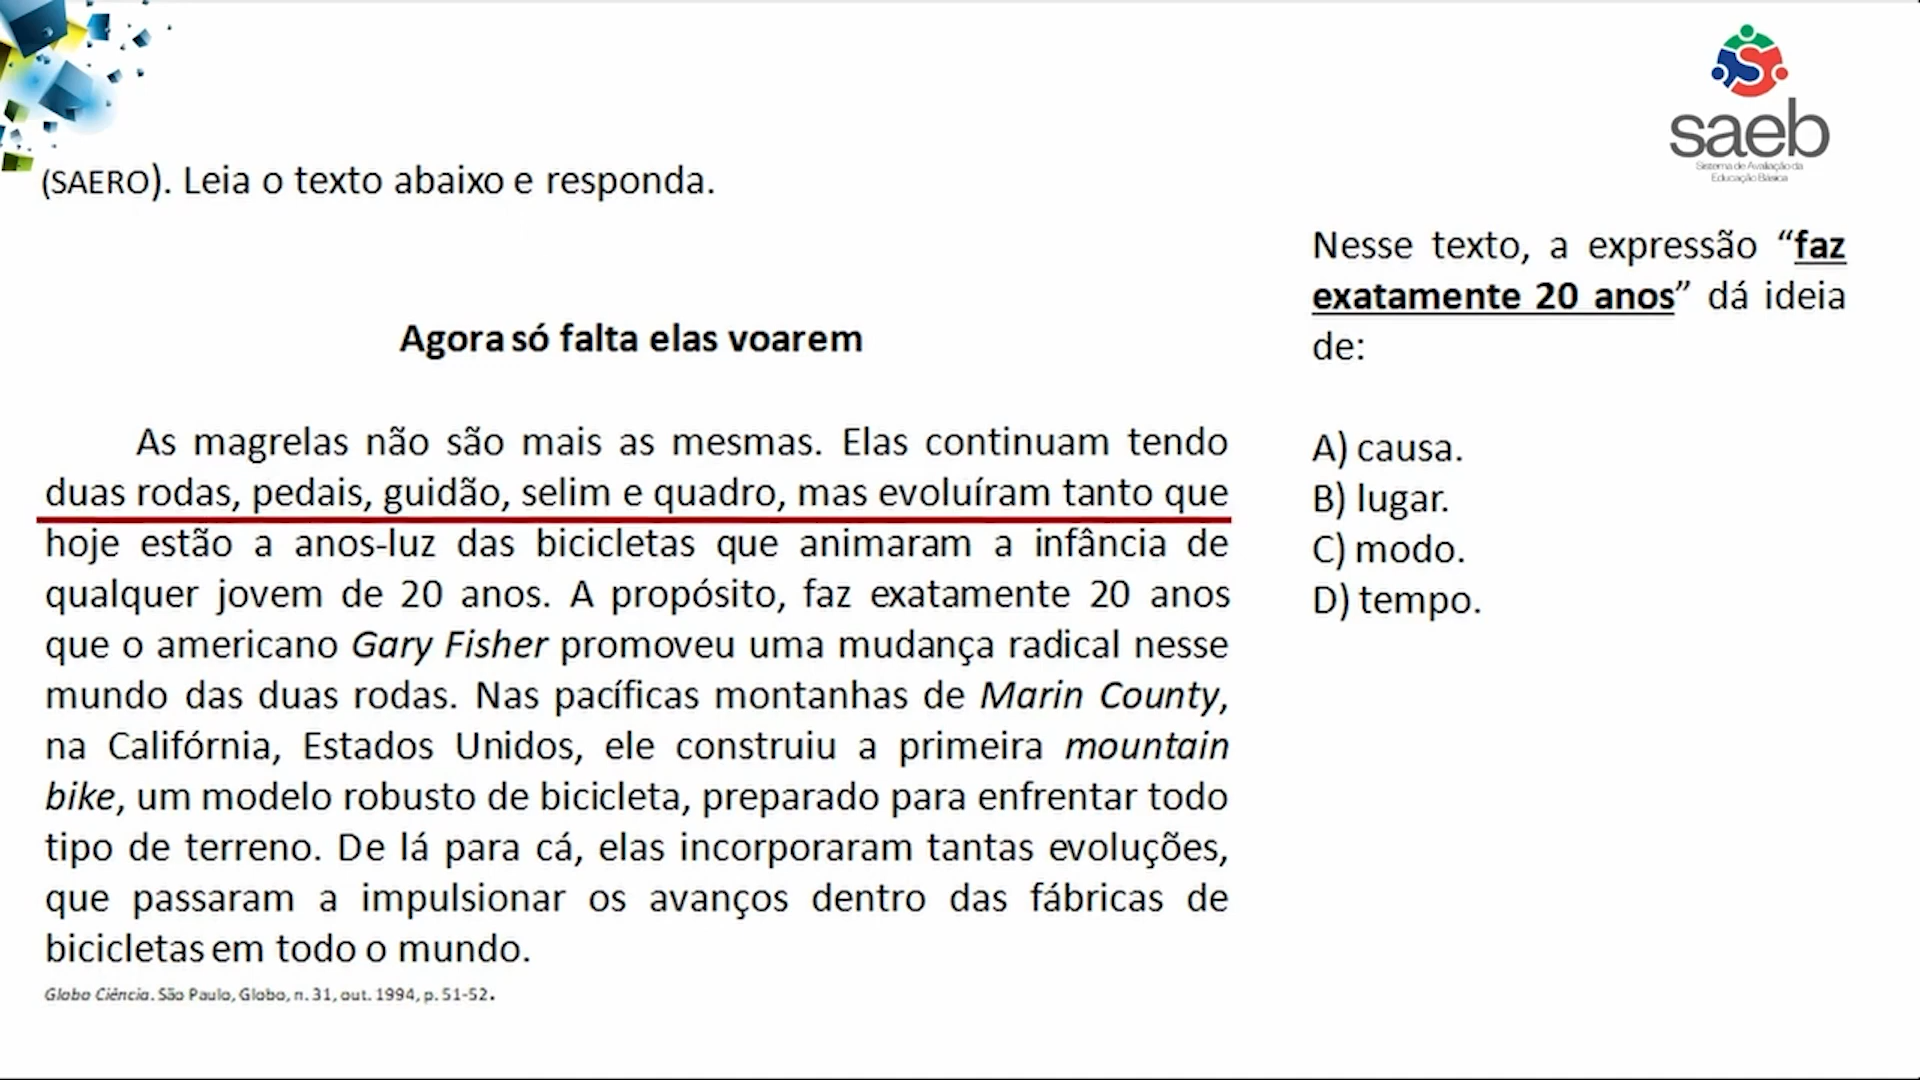 saeb
Sistema de Avaliação da
Educação Básica
(SAERO). Leia o texto abaixo e responda.
Agora só falta elas voarem
As magrelas não são mais as mesmas. Elas continuam tendo
duas rodas, pedais, guidão, selim e quadro, mas evoluíram tanto que
hoje estão a anos-luz das bicicletas que animaram a infância de
qualquer jovem de 20 anos. A propósito, faz exatamente 20 anos
que o americano Gary Fisher promoveu uma mudança radical nesse
mundo das duas rodas. Nas pacíficas montanhas de Marin County,
na Califórnia, Estados Unidos, ele construiu a primeira mountain
bike, um modelo robusto de bicicleta, preparado para enfrentar todo
tipo de terreno. De lá para cá, elas incorporaram tantas evoluções,
que passaram a impulsionar os avanços dentro das fábricas de
bicicletas em todo o mundo.
Globo Ciência. São Paulo, Globo, n. 31, out. 1994, p. 51-52.
Nesse texto, a expressão “faz
exatamente 20 anos” dá ideia
de:
A) causa.
B) lugar.
C) modo.
D) tempo.